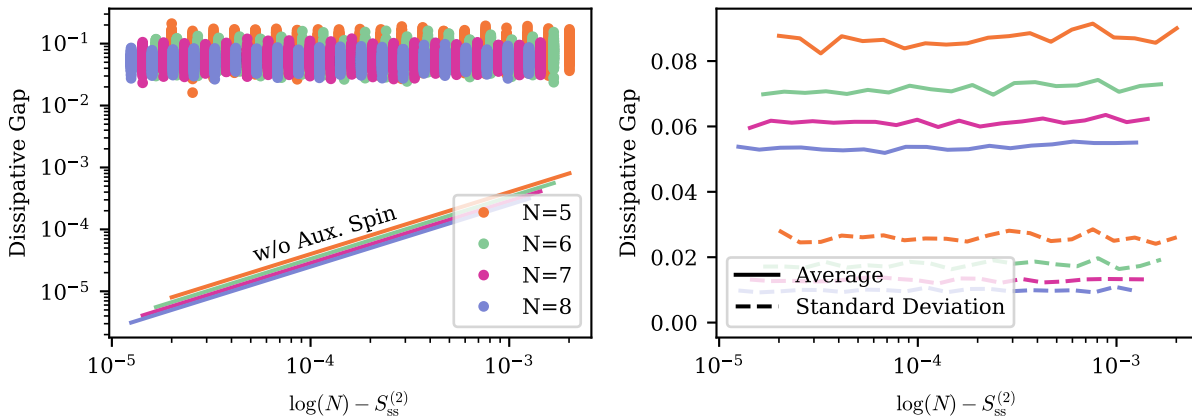 Dissipative Gap
10⁻¹
10⁻²
10⁻³
10⁻⁴
10⁻⁵
w/o Aux. Spin
N=5
N=6
N=7
N=8
10⁻⁵ 10⁻⁴ 10⁻³
log(N) − S_ss^(2)
Dissipative Gap
0.08
0.06
0.04
0.02
0.00
Average
Standard Deviation
10⁻⁵ 10⁻⁴ 10⁻³
log(N) − S_ss^(2)